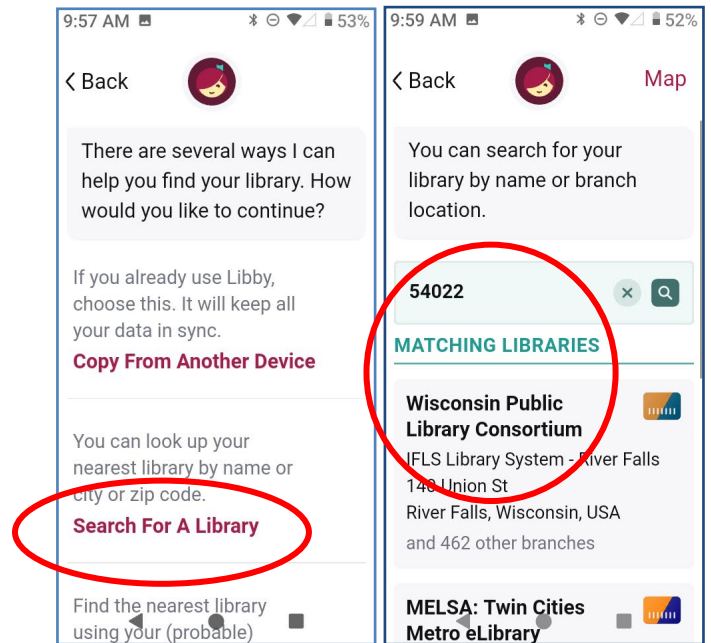 9:57 AM
53%
Back
There are several ways I can
help you find your library. How
would you like to continue?
If you already use Libby,
choose this. It will keep all
your data in sync.
Copy From Another Device
You can look up your
nearest library by name or
city or zip code.
Search For A Library
Find the nearest library
using your (probable)
9:59 AM
52%
Back
Map
You can search for your
library by name or branch
location.
54022
MATCHING LIBRARIES
Wisconsin Public
Library Consortium
IFLS Library System - River Falls
140 Union St
River Falls, Wisconsin, USA
and 462 other branches
MELSA: Twin Cities
Metro eLibrary